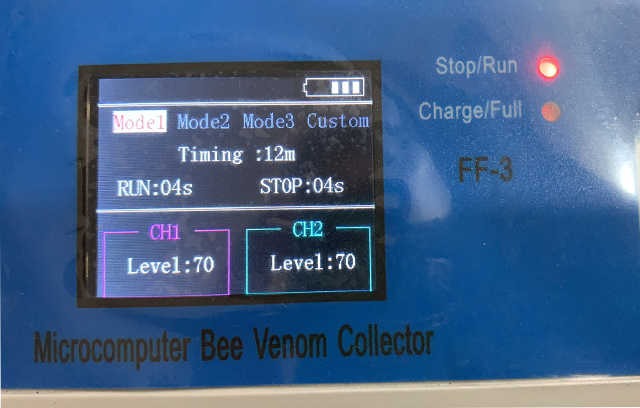 Stop/Run
Charge/Full
FF-3
Mode1 Mode2 Mode3 Custom
Timing :12m
RUN:04s STOP:04s
CH1 CH2
Level:70 Level:70
Microcomputer Bee Venom Collector